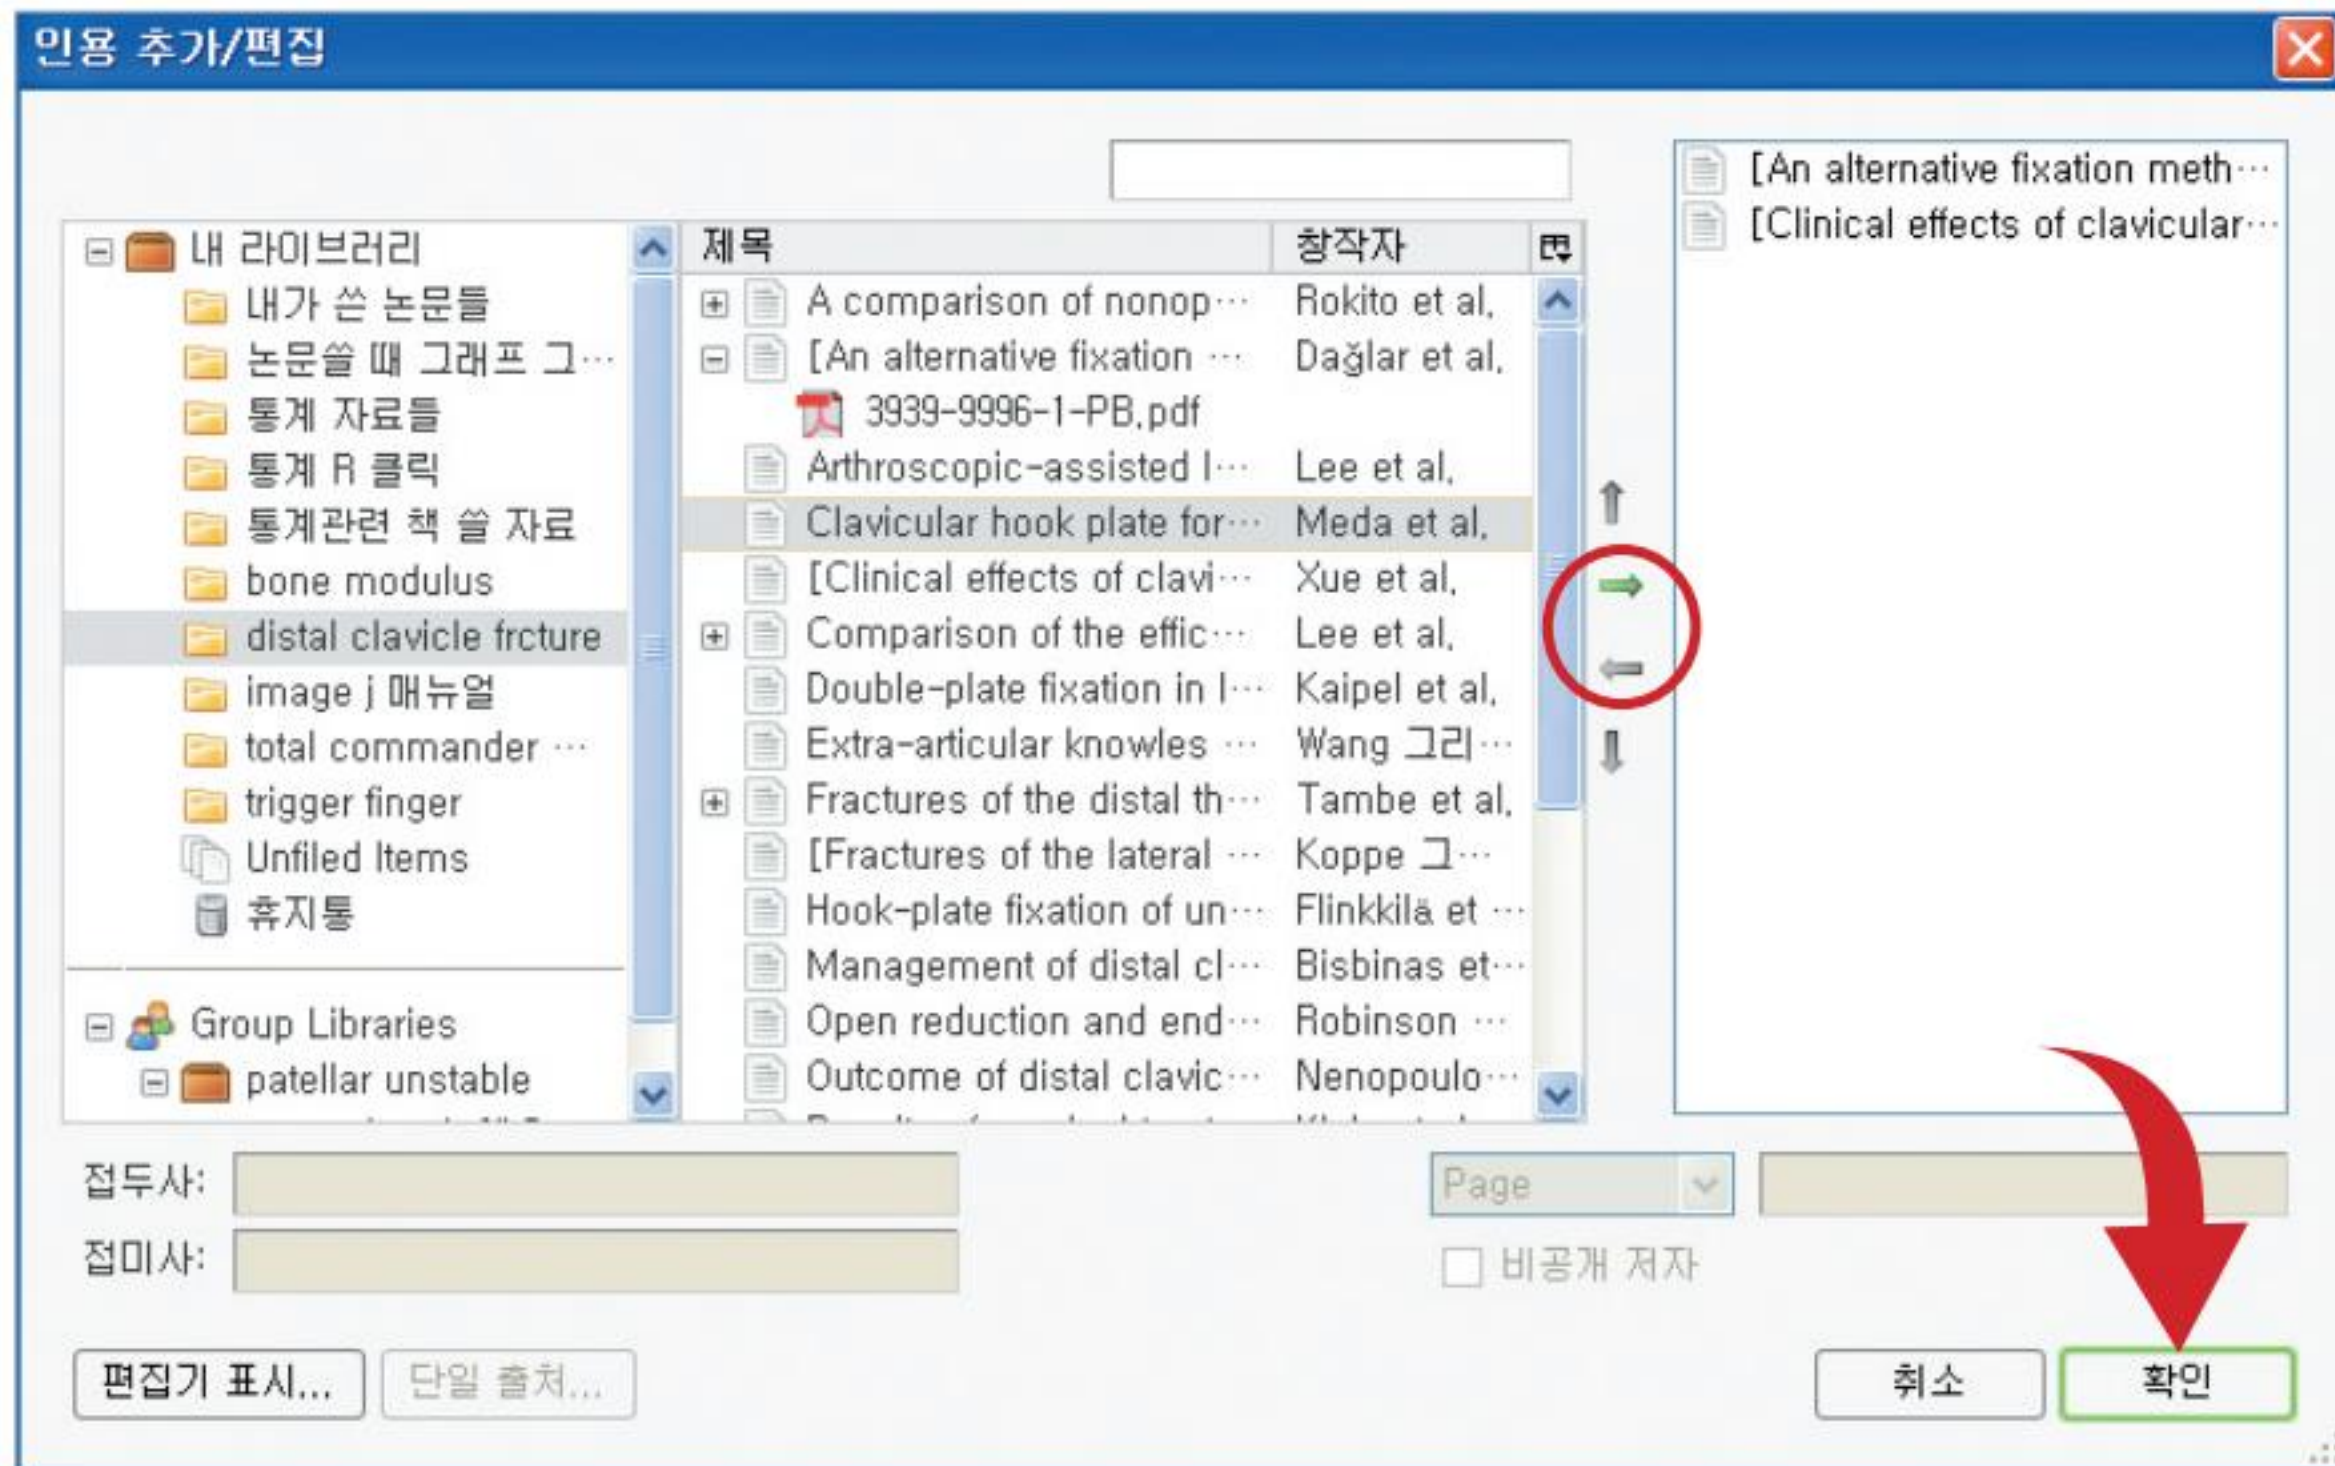 인용 추가/편집
내 라이브러리
내가 쓴 논문들
논문쓸 때 그래프 그…
통계 자료들
통계 R 클릭
통계관련 책 쓸 자료
bone modulus
distal clavicle frcture
image j 매뉴얼
total commander …
trigger finger
Unfiled Items
휴지통
Group Libraries
patellar unstable
제목 창작자
A comparison of nonop… Rokito et al,
[An alternative fixation … Dağlar et al,
3939-9996-1-PB.pdf
Arthroscopic-assisted l… Lee et al,
Clavicular hook plate for… Meda et al,
[Clinical effects of clavi… Xue et al,
Comparison of the effic… Lee et al,
Double-plate fixation in l… Kaipel et al,
Extra-articular knowles … Wang 그리…
Fractures of the distal th… Tambe et al,
[Fractures of the lateral … Koppe 그…
Hook-plate fixation of un… Flinkkilä et …
Management of distal cl… Bisbinas et…
Open reduction and end… Robinson …
Outcome of distal clavic… Nenopoulo…
[An alternative fixation meth…
[Clinical effects of clavicular…
접두사:
Page
접미사:
비공개 저자
편집기 표시...
단일 출처...
취소
확인